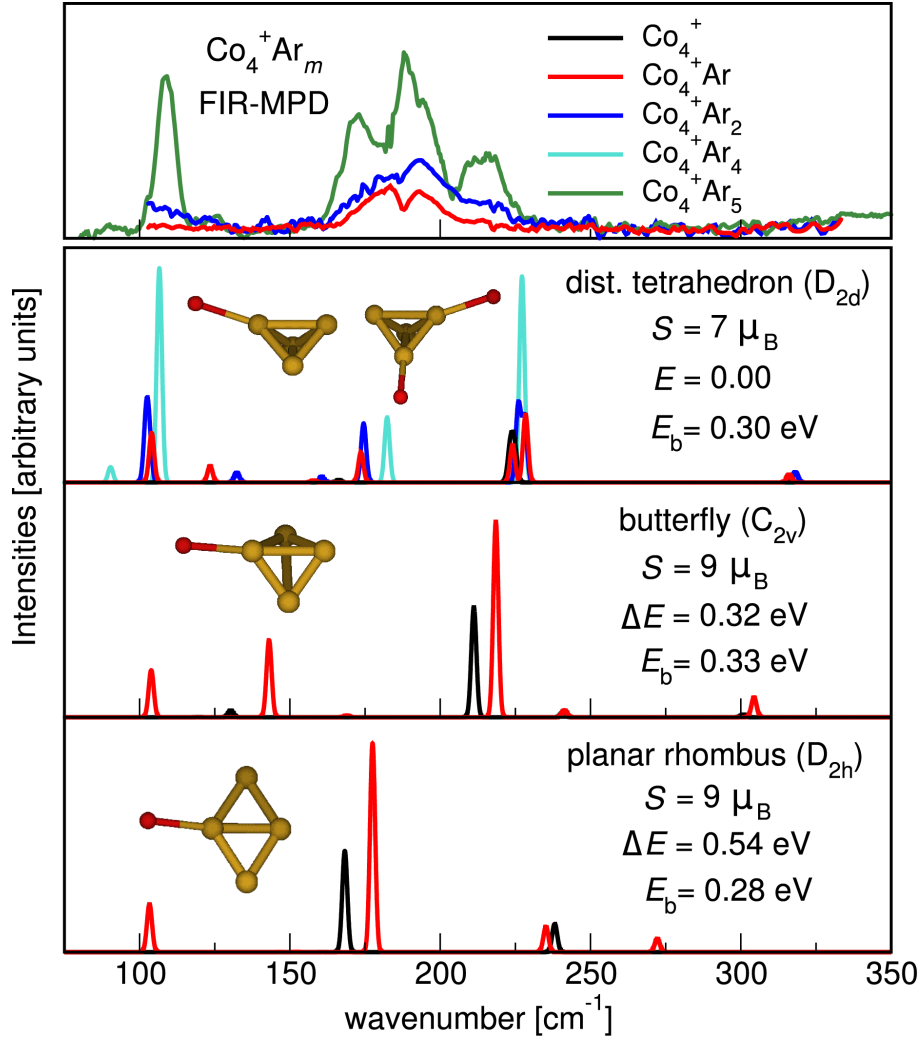 Co₄⁺Arₘ
FIR-MPD
Co₄⁺
Co₄⁺Ar
Co₄⁺Ar₂
Co₄⁺Ar₄
Co₄⁺Ar₅
Intensities [arbitrary units]
dist. tetrahedron (D₂d)
S = 7 μB
E = 0.00
Eb= 0.30 eV
butterfly (C₂ᵥ)
S = 9 μB
ΔE = 0.32 eV
Eb= 0.33 eV
planar rhombus (D₂ₕ)
S = 9 μB
ΔE = 0.54 eV
Eb= 0.28 eV
100 150 200 250 300 350
wavenumber [cm⁻¹]